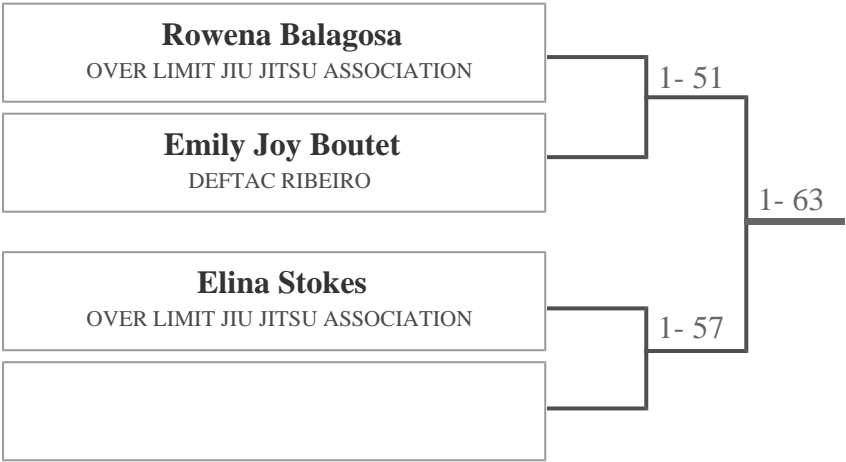 Rowena Balagosa
OVER LIMIT JIU JITSU ASSOCIATION
1- 51
Emily Joy Boutet
DEFTAC RIBEIRO
1- 63
Elina Stokes
OVER LIMIT JIU JITSU ASSOCIATION
1- 57